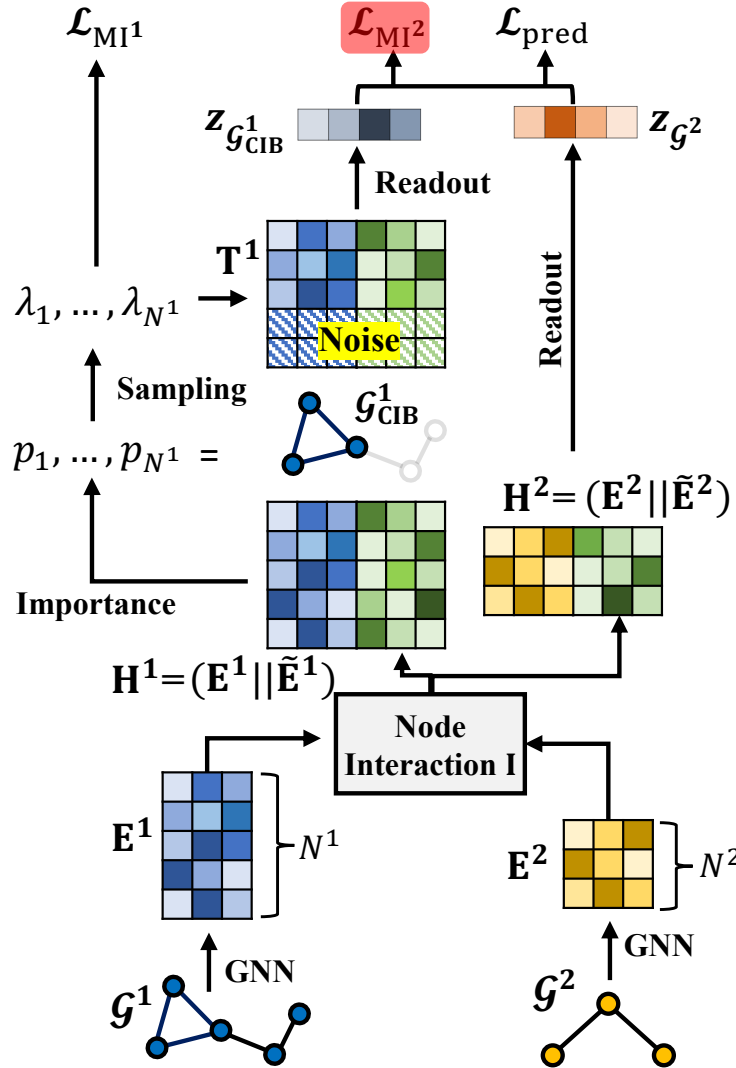 𝓛_MI¹ 𝓛_MI² 𝓛_pred
z_𝒢¹_CIB z_𝒢²
Readout
T¹
λ₁, … , λ_N¹
Noise
Readout
Sampling
𝒢¹_CIB
p₁, … , p_N¹ =
H² = (E²||Ẽ²)
Importance
H¹ = (E¹||Ẽ¹)
Node
Interaction I
E¹ N¹
E² N²
GNN GNN
𝒢¹ 𝒢²